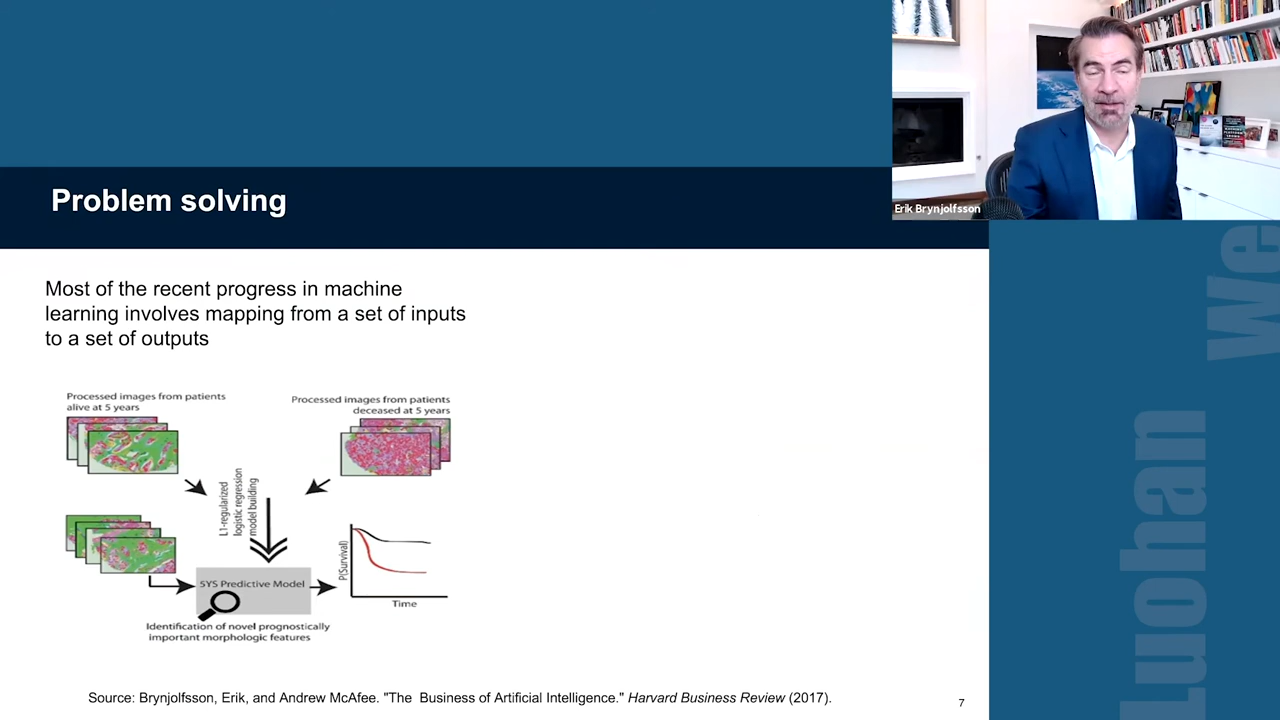 Erik Brynjolfsson
Problem solving
Most of the recent progress in machine
learning involves mapping from a set of inputs
to a set of outputs
Processed images from patients
alive at 5 years
Processed images from patients
deceased at 5 years
L1-regularized
logistic regression
model building
5YS Predictive Model
P(Survival)
Time
Identification of novel prognostically
important morphologic features
Source: Brynjolfsson, Erik, and Andrew McAfee. "The Business of Artificial Intelligence." Harvard Business Review (2017).
7
Luohan We